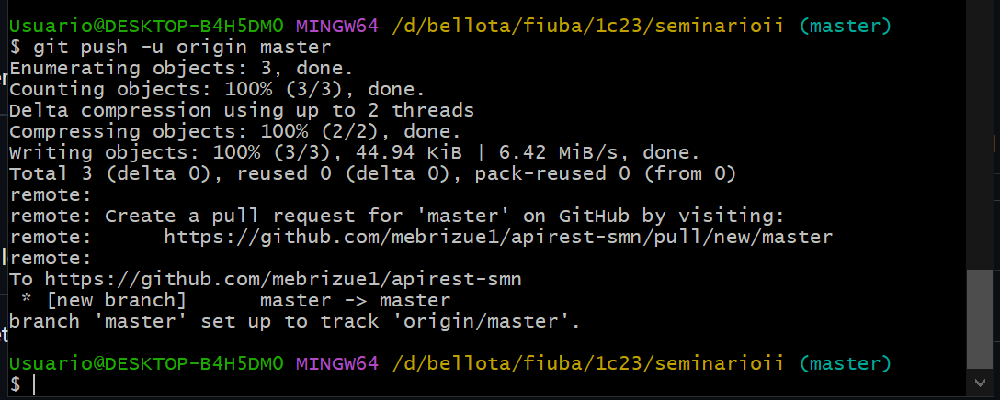 Usuario@DESKTOP-B4H5DM0 MINGW64 /d/bellota/fiuba/1c23/seminarioii (master)
$ git push -u origin master
Enumerating objects: 3, done.
Counting objects: 100% (3/3), done.
Delta compression using up to 2 threads
Compressing objects: 100% (2/2), done.
Writing objects: 100% (3/3), 44.94 KiB | 6.42 MiB/s, done.
Total 3 (delta 0), reused 0 (delta 0), pack-reused 0 (from 0)
remote:
remote: Create a pull request for 'master' on GitHub by visiting:
remote:      https://github.com/mebrizue1/apirest-smn/pull/new/master
remote:
To https://github.com/mebrizue1/apirest-smn
 * [new branch]      master -> master
branch 'master' set up to track 'origin/master'.
Usuario@DESKTOP-B4H5DM0 MINGW64 /d/bellota/fiuba/1c23/seminarioii (master)
$